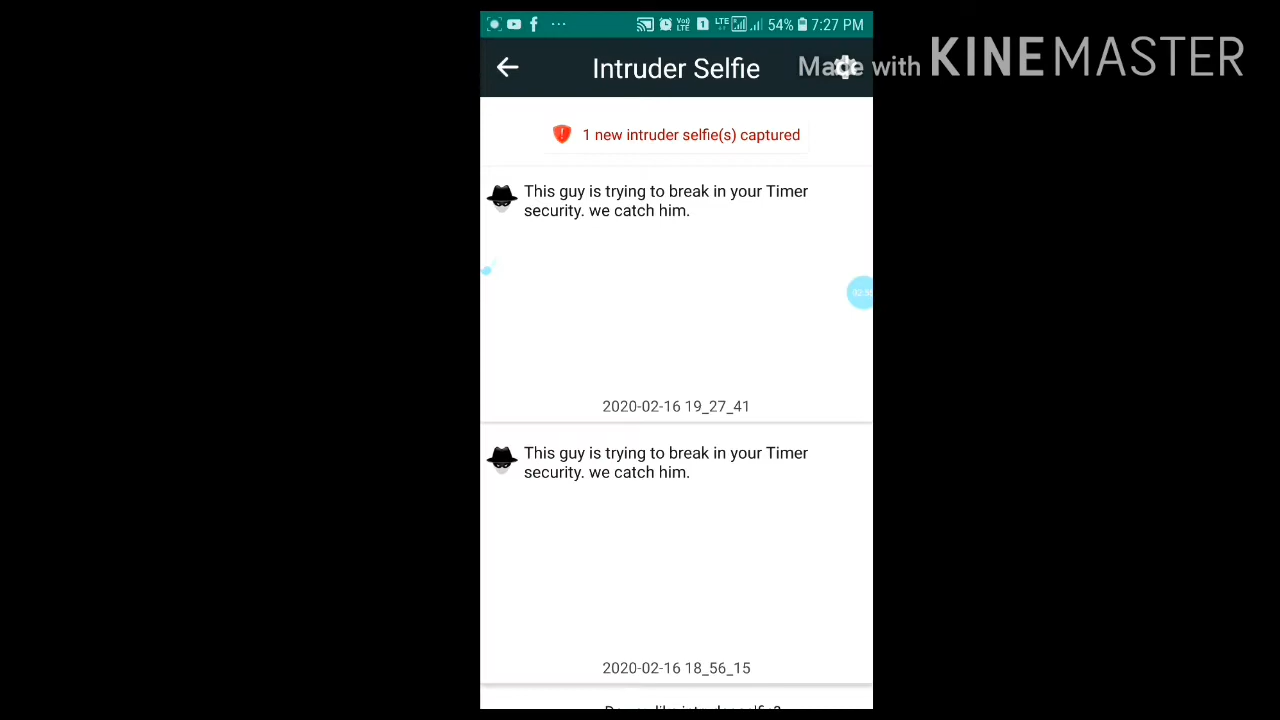 54% 7:27 PM
Intruder Selfie
Made with KINEMASTER
1 new intruder selfie(s) captured
This guy is trying to break in your Timer
security. we catch him.
2020-02-16 19_27_41
This guy is trying to break in your Timer
security. we catch him.
2020-02-16 18_56_15